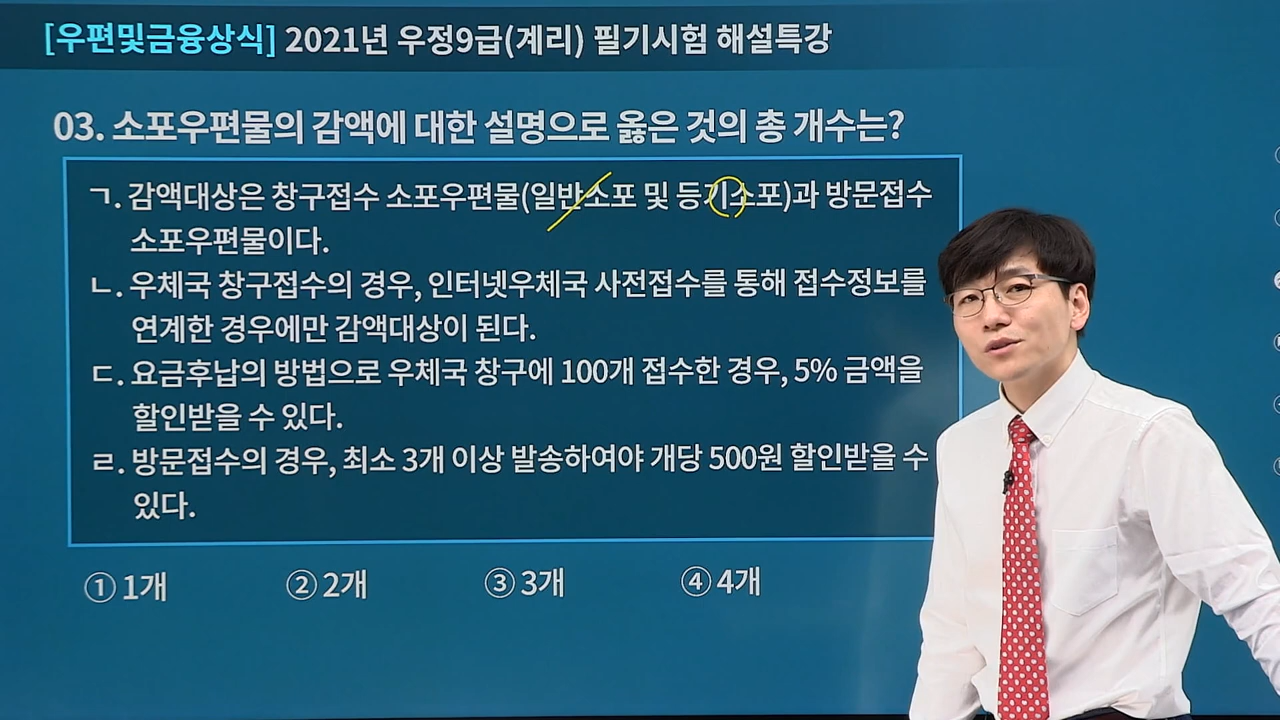 [우편및금융상식] 2021년 우정9급(계리) 필기시험 해설특강
03. 소포우편물의 감액에 대한 설명으로 옳은 것의 총 개수는?
ㄱ. 감액대상은 창구접수 소포우편물(일반소포 및 등기소포)과 방문접수
소포우편물이다.
ㄴ. 우체국 창구접수의 경우, 인터넷우체국 사전접수를 통해 접수정보를
연계한 경우에만 감액대상이 된다.
ㄷ. 요금후납의 방법으로 우체국 창구에 100개 접수한 경우, 5% 금액을
할인받을 수 있다.
ㄹ. 방문접수의 경우, 최소 3개 이상 발송하여야 개당 500원 할인받을 수
있다.
① 1개 ② 2개 ③ 3개 ④ 4개